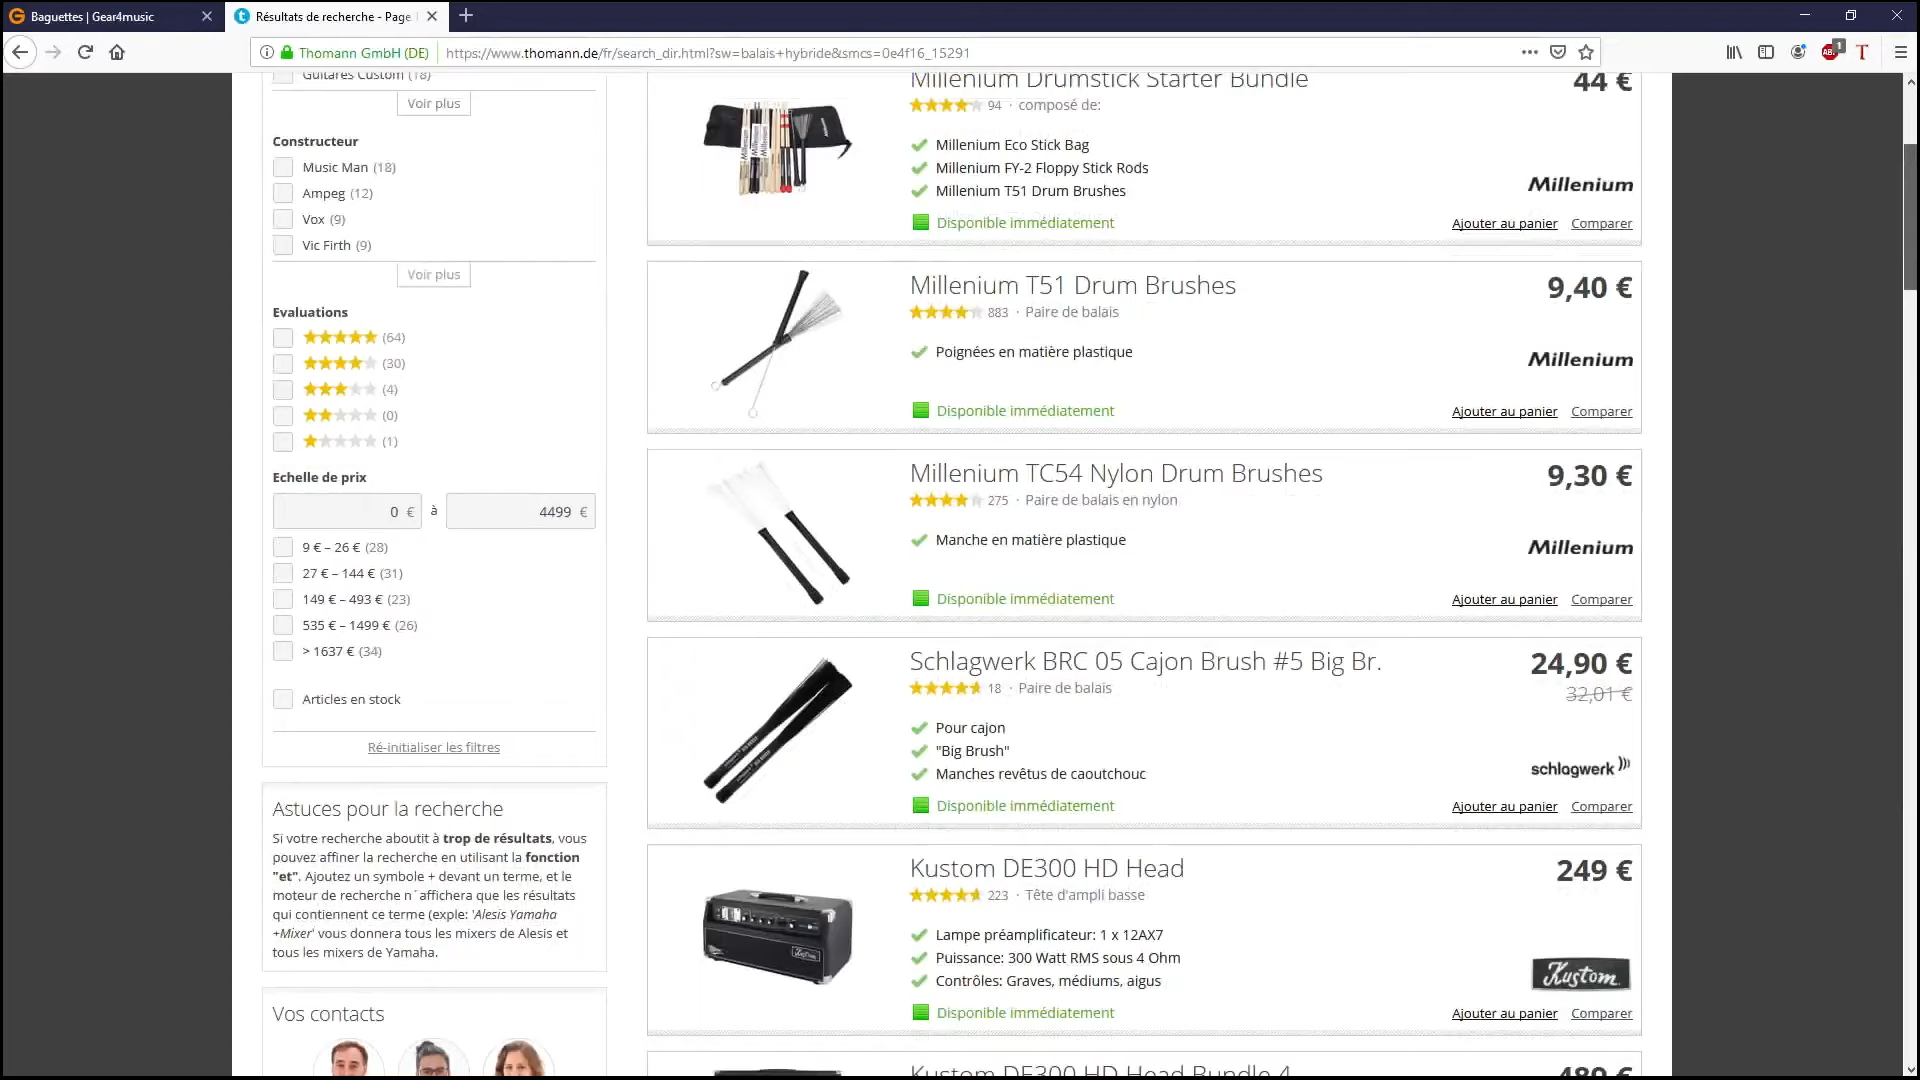 Baguettes | Gear4music
Résultats de recherche - Page
Thomann GmbH (DE)
https://www.thomann.de/fr/search_dir.html?sw=balais+hybride&smcs=0e4f16_15291
1
Guitares Custom (18)
Voir plus
Constructeur
Music Man (18)
Ampeg (12)
Vox (9)
Vic Firth (9)
Voir plus
Evaluations
(64)
(30)
(4)
(0)
(1)
Echelle de prix
0 € à 4499 €
9 € – 26 € (28)
27 € – 144 € (31)
149 € – 493 € (23)
535 € – 1499 € (26)
> 1637 € (34)
Articles en stock
Ré-initialiser les filtres
Astuces pour la recherche
Si votre recherche aboutit à trop de résultats, vous
pouvez affiner la recherche en utilisant la fonction
"et". Ajoutez un symbole + devant un terme, et le
moteur de recherche n´affichera que les résultats
qui contiennent ce terme (exple: 'Alesis Yamaha
+Mixer' vous donnera tous les mixers de Alesis et
tous les mixers de Yamaha.
Vos contacts
Millenium Drumstick Starter Bundle
44 €
94 · composé de:
Millenium Eco Stick Bag
Millenium FY-2 Floppy Stick Rods
Millenium T51 Drum Brushes
Millenium
Disponible immédiatement
Ajouter au panier Comparer
Millenium T51 Drum Brushes
9,40 €
883 · Paire de balais
Poignées en matière plastique
Millenium
Disponible immédiatement
Ajouter au panier Comparer
Millenium TC54 Nylon Drum Brushes
9,30 €
275 · Paire de balais en nylon
Manche en matière plastique
Millenium
Disponible immédiatement
Ajouter au panier Comparer
Schlagwerk BRC 05 Cajon Brush #5 Big Br.
24,90 €
32,01 €
18 · Paire de balais
Pour cajon
"Big Brush"
Manches revêtus de caoutchouc
schlagwerk
Disponible immédiatement
Ajouter au panier Comparer
Kustom DE300 HD Head
249 €
223 · Tête d'ampli basse
Lampe préamplificateur: 1 x 12AX7
Puissance: 300 Watt RMS sous 4 Ohm
Contrôles: Graves, médiums, aigus
Kustom
Disponible immédiatement
Ajouter au panier Comparer
Kustom DE300 HD Head Bundle 4
489 €